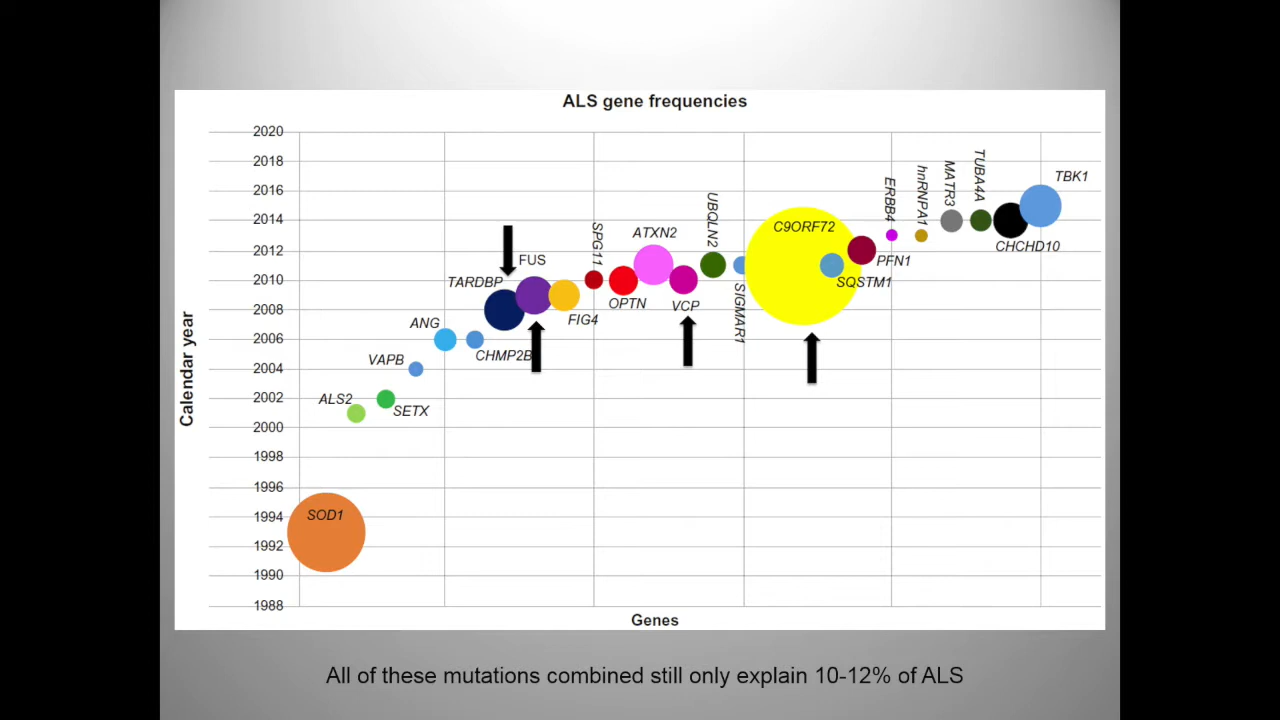 ALS gene frequencies
2020
2018
2016
2014
2012
2010
2008
2006
2004
2002
2000
1998
1996
1994
1992
1990
1988
Calendar year
SOD1
ALS2
SETX
VAPB
ANG
CHMP2B
TARDBP
FUS
FIG4
SPG11
OPTN
ATXN2
VCP
UBQLN2
SIGMAR1
C9ORF72
SQSTM1
PFN1
ERBB4
hnRNPA1
MATR3
TUBA4A
CHCHD10
TBK1
Genes
All of these mutations combined still only explain 10-12% of ALS